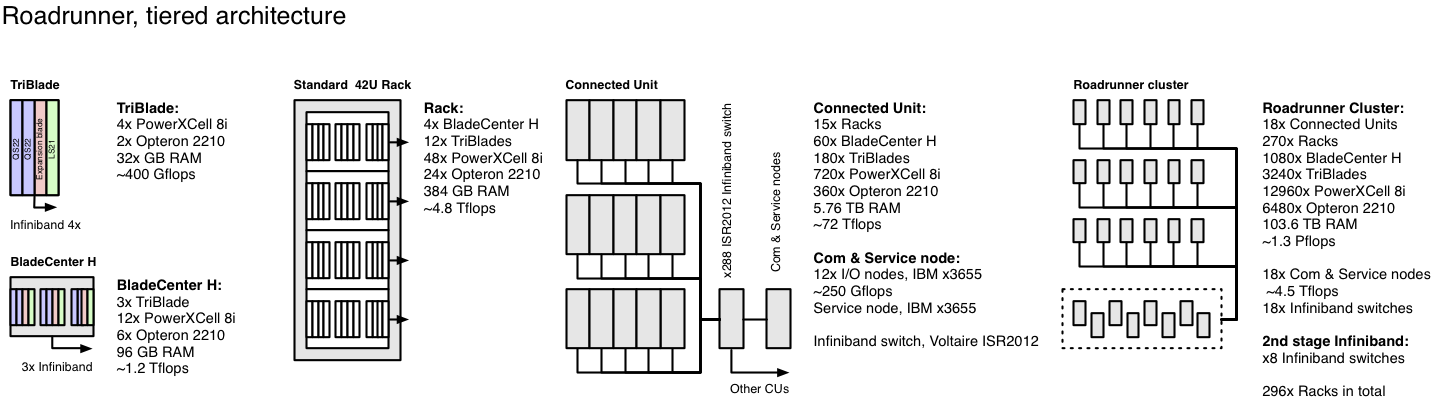 Roadrunner, tiered architecture
TriBlade
QS22
QS22
Expansion blade
LS21
Infiniband 4x
TriBlade:
4x PowerXCell 8i
2x Opteron 2210
32x GB RAM
~400 Gflops
BladeCenter H
3x Infiniband
BladeCenter H:
3x TriBlade
12x PowerXCell 8i
6x Opteron 2210
96 GB RAM
~1.2 Tflops
Standard 42U Rack
Rack:
4x BladeCenter H
12x TriBlades
48x PowerXCell 8i
24x Opteron 2210
384 GB RAM
~4.8 Tflops
Connected Unit
x288 ISR2012 Infiniband switch
Com & Service nodes
Other CUs
Connected Unit:
15x Racks
60x BladeCenter H
180x TriBlades
720x PowerXCell 8i
360x Opteron 2210
5.76 TB RAM
~72 Tflops
Com & Service node:
12x I/O nodes, IBM x3655
~250 Gflops
Service node, IBM x3655
Infiniband switch, Voltaire ISR2012
Roadrunner cluster
Roadrunner Cluster:
18x Connected Units
270x Racks
1080x BladeCenter H
3240x TriBlades
12960x PowerXCell 8i
6480x Opteron 2210
103.6 TB RAM
~1.3 Pflops
18x Com & Service nodes
~4.5 Tflops
18x Infiniband switches
2nd stage Infiniband:
x8 Infiniband switches
296x Racks in total